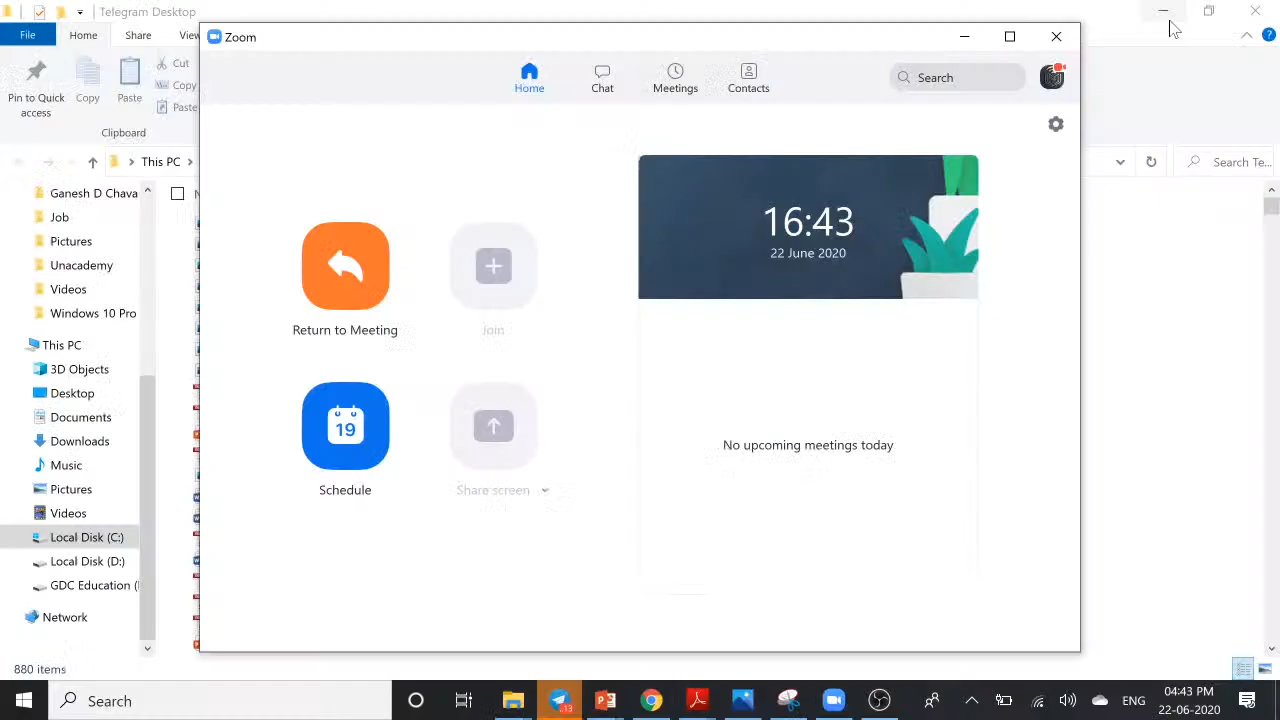 Telegram Desktop
Zoom
File Home Share View
Home Chat Meetings Contacts
Search
Pin to Quick access
Copy
Paste
Cut
Copy
Paste
Clipboard
This PC
Search Te...
Ganesh D Chava
Job
Pictures
Unacademy
Videos
Windows 10 Pro
This PC
3D Objects
Desktop
Documents
Downloads
Music
Pictures
Videos
Local Disk (C:)
Local Disk (D:)
GDC Education (
Network
880 items
Return to Meeting
Join
19
Schedule
Share screen
16:43
22 June 2020
No upcoming meetings today
Search
..13
ENG
04:43 PM
22-06-2020